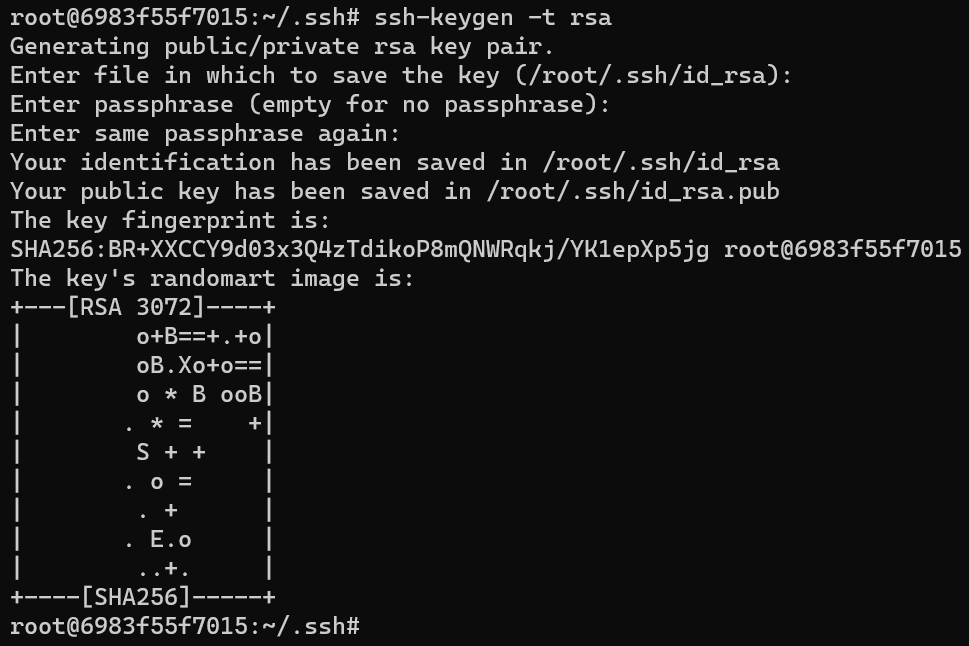 root@6983f55f7015:~/.ssh# ssh-keygen -t rsa
Generating public/private rsa key pair.
Enter file in which to save the key (/root/.ssh/id_rsa):
Enter passphrase (empty for no passphrase):
Enter same passphrase again:
Your identification has been saved in /root/.ssh/id_rsa
Your public key has been saved in /root/.ssh/id_rsa.pub
The key fingerprint is:
SHA256:BR+XXCCY9d03x3Q4zTdikoP8mQNWRqkj/YK1epXp5jg root@6983f55f7015
The key's randomart image is:
+---[RSA 3072]----+
|        o+B==+.+o|
|        oB.Xo+o==|
|        o * B ooB|
|       . * =    +|
|        S + +    |
|       . o =     |
|        . +      |
|       . E.o     |
|        ..+.     |
+----[SHA256]-----+
root@6983f55f7015:~/.ssh#